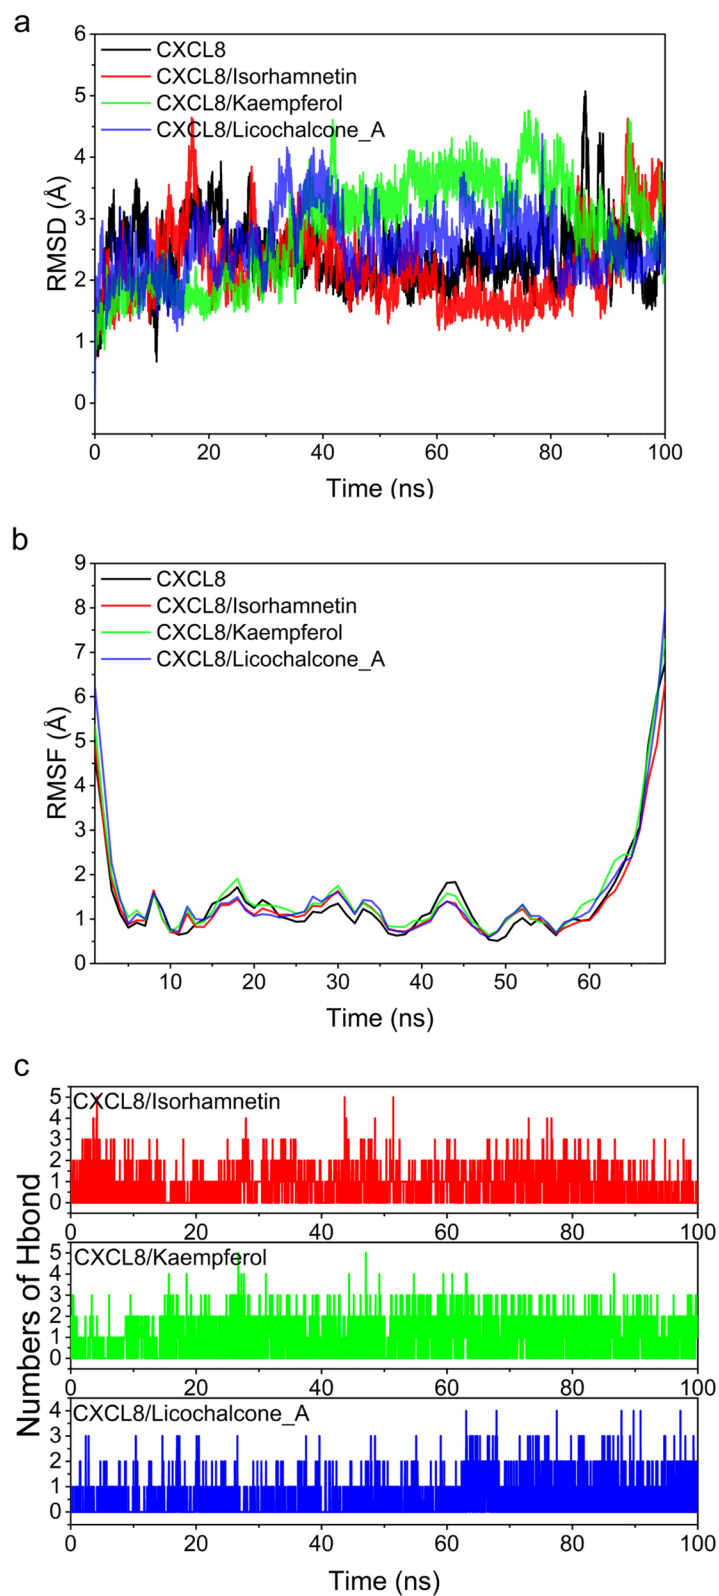 a
6
5
4
3
2
1
0
RMSD (Å)
CXCL8
CXCL8/Isorhamnetin
CXCL8/Kaempferol
CXCL8/Licochalcone_A
0 20 40 60 80 100
Time (ns)
b
9
8
7
6
5
4
3
2
1
0
RMSF (Å)
CXCL8
CXCL8/Isorhamnetin
CXCL8/Kaempferol
CXCL8/Licochalcone_A
10 20 30 40 50 60
Time (ns)
c
Numbers of Hbond
CXCL8/Isorhamnetin
5
4
3
2
1
0
0 20 40 60 80 100
CXCL8/Kaempferol
5
4
3
2
1
0
0 20 40 60 80 100
CXCL8/Licochalcone_A
4
3
2
1
0
0 20 40 60 80 100
Time (ns)